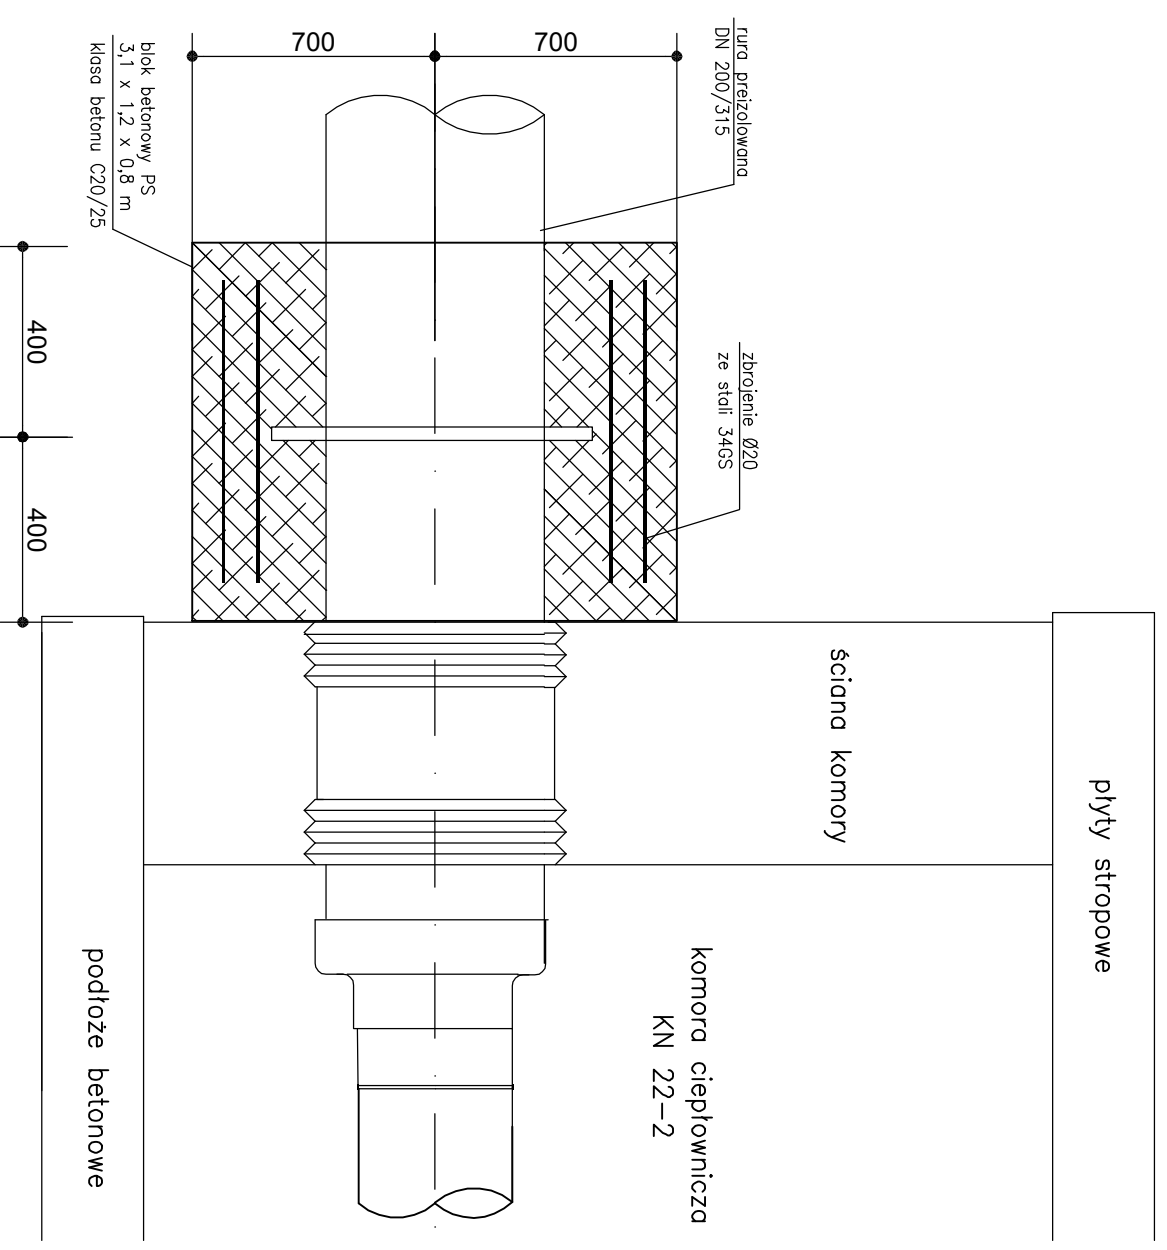 700
700
rura preizolowana
DN 200/315
blok betonowy PS
3,1 x 1,2 x 0,8 m
klasa betonu C20/25
zbrojenie Ø20
ze stali 34GS
400
400
ściana komory
płyty stropowe
komora ciepłownicza
KN 22-2
podłoże betonowe